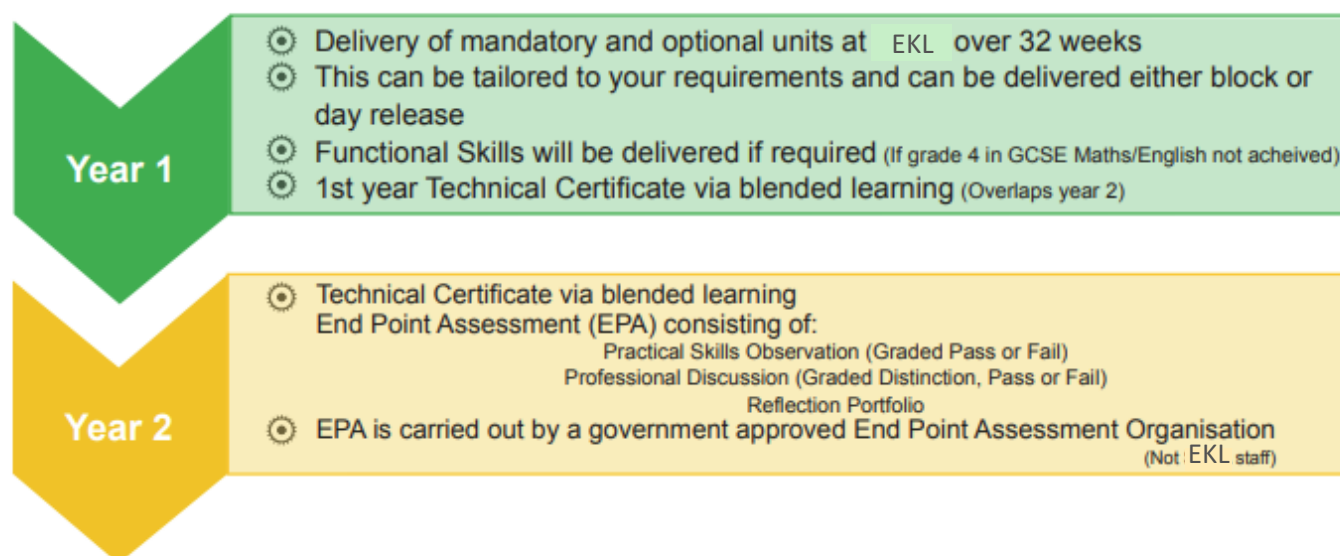 Year 1
Delivery of mandatory and optional units at EKL over 32 weeks
This can be tailored to your requirements and can be delivered either block or
day release
Functional Skills will be delivered if required (If grade 4 in GCSE Maths/English not acheived)
1st year Technical Certificate via blended learning (Overlaps year 2)
Year 2
Technical Certificate via blended learning
End Point Assessment (EPA) consisting of:
Practical Skills Observation (Graded Pass or Fail)
Professional Discussion (Graded Distinction, Pass or Fail)
Reflection Portfolio
EPA is carried out by a government approved End Point Assessment Organisation
(Not EKL staff)